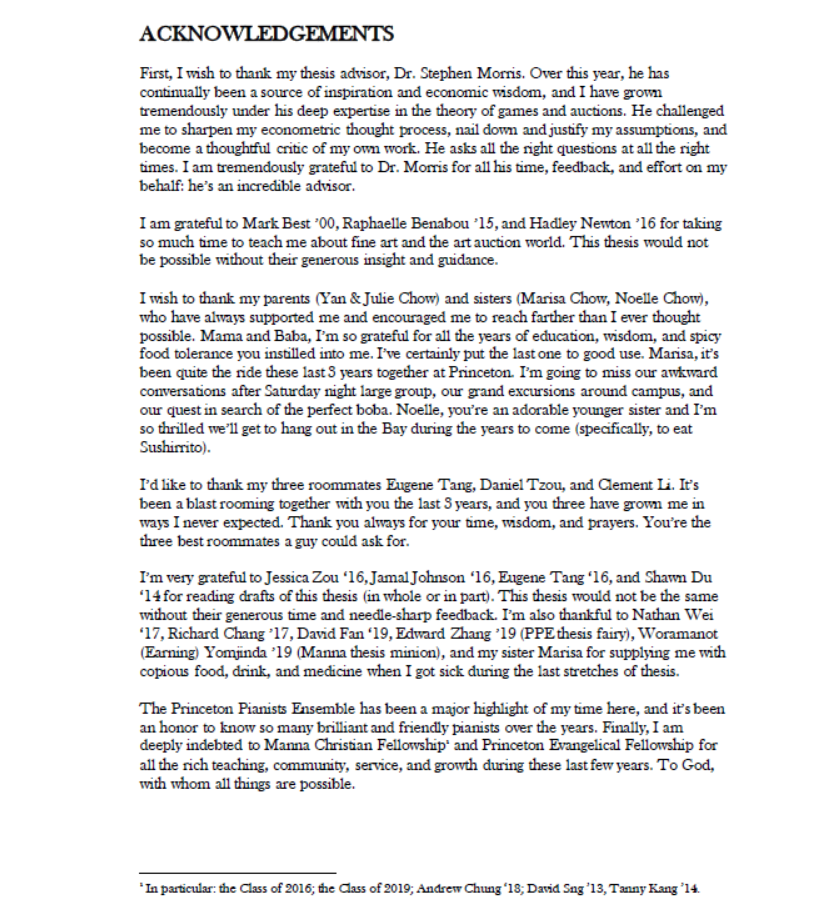 ACKNOWLEDGEMENTS
First, I wish to thank my thesis advisor, Dr. Stephen Morris. Over this year, he has
continually been a source of inspiration and economic wisdom, and I have grown
tremendously under his deep expertise in the theory of games and auctions. He challenged
me to sharpen my econometric thought process, nail down and justify my assumptions, and
become a thoughtful critic of my own work. He asks all the right questions at all the right
times. I am tremendously grateful to Dr. Morris for all his time, feedback, and effort on my
behalf: he's an incredible advisor.
I am grateful to Mark Best ’00, Raphaelle Benabou ’15, and Hadley Newton ’16 for taking
so much time to teach me about fine art and the art auction world. This thesis would not
be possible without their generous insight and guidance.
I wish to thank my parents (Yan & Julie Chow) and sisters (Marisa Chow, Noelle Chow),
who have always supported me and encouraged me to reach farther than I ever thought
possible. Mama and Baba, I’m so grateful for all the years of education, wisdom, and spicy
food tolerance you instilled into me. I’ve certainly put the last one to good use. Marisa, it’s
been quite the ride these last 3 years together at Princeton. I’m going to miss our awkward
conversations after Saturday night large group, our grand excursions around campus, and
our quest in search of the perfect boba. Noelle, you’re an adorable younger sister and I’m
so thrilled we’ll get to hang out in the Bay during the years to come (specifically, to eat
Sushirrito).
I’d like to thank my three roommates Eugene Tang, Daniel Tzou, and Clement Li. It’s
been a blast rooming together with you the last 3 years, and you three have grown me in
ways I never expected. Thank you always for your time, wisdom, and prayers. You’re the
three best roommates a guy could ask for.
I’m very grateful to Jessica Zou ‘16, Jamal Johnson ‘16, Eugene Tang ‘16, and Shawn Du
‘14 for reading drafts of this thesis (in whole or in part). This thesis would not be the same
without their generous time and needle-sharp feedback. I’m also thankful to Nathan Wei
‘17, Richard Chang ’17, David Fan ‘19, Edward Zhang ’19 (PPE thesis fairy), Woramanot
(Earning) Yomjinda ’19 (Manna thesis minion), and my sister Marisa for supplying me with
copious food, drink, and medicine when I got sick during the last stretches of thesis.
The Princeton Pianists Ensemble has been a major highlight of my time here, and it’s been
an honor to know so many brilliant and friendly pianists over the years. Finally, I am
deeply indebted to Manna Christian Fellowship¹ and Princeton Evangelical Fellowship for
all the rich teaching, community, service, and growth during these last few years. To God,
with whom all things are possible.
¹ In particular: the Class of 2016; the Class of 2019; Andrew Chung ‘18; David Sng ’13, Tanny Kang ’14.